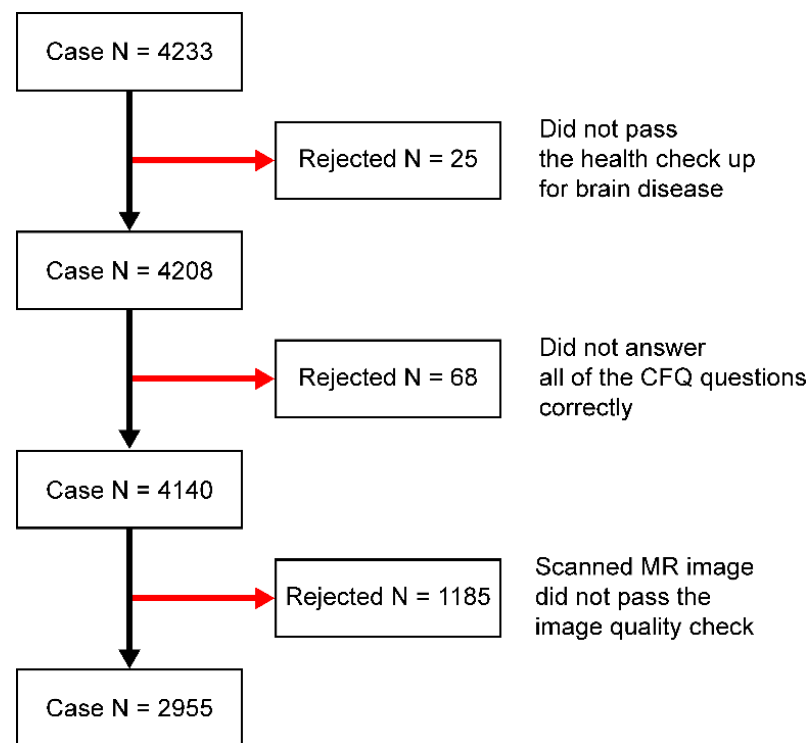 Case N = 4233
Rejected N = 25
Did not pass
the health check up
for brain disease
Case N = 4208
Rejected N = 68
Did not answer
all of the CFQ questions
correctly
Case N = 4140
Rejected N = 1185
Scanned MR image
did not pass the
image quality check
Case N = 2955